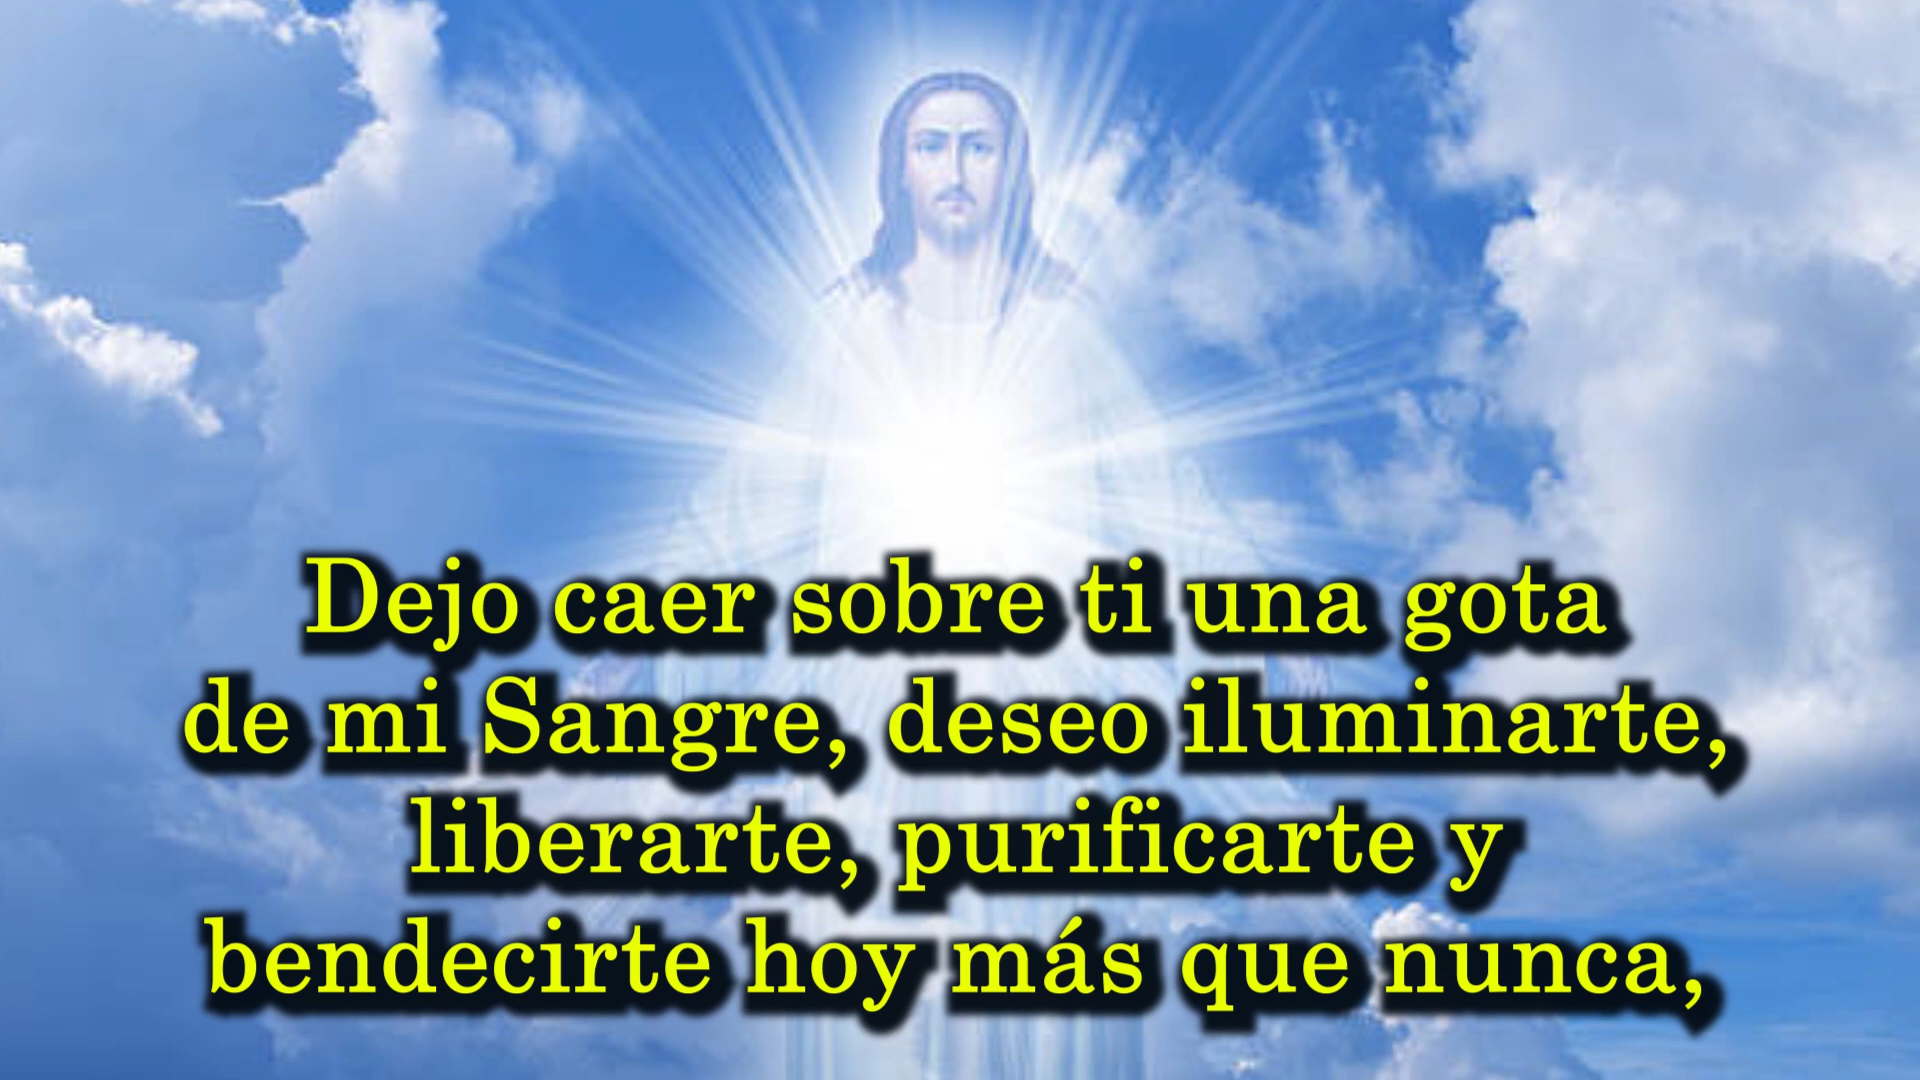 Dejo caer sobre ti una gota
de mi Sangre, deseo iluminarte,
liberarte, purificarte y
bendecirte hoy más que nunca,